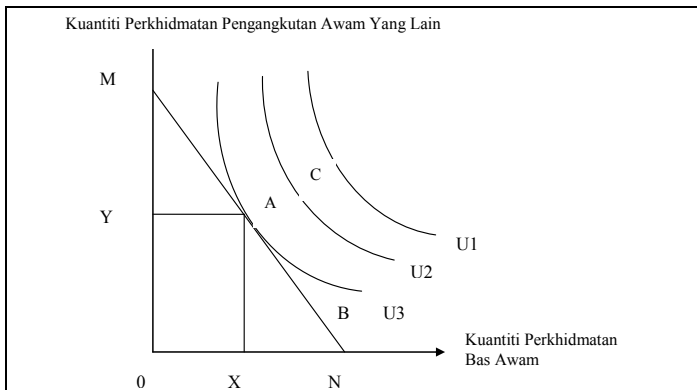 Kuantiti Perkhidmatan Pengangkutan Awam Yang Lain
M
C
A
Y
U1
U2
B U3
Kuantiti Perkhidmatan
Bas Awam
0 X N